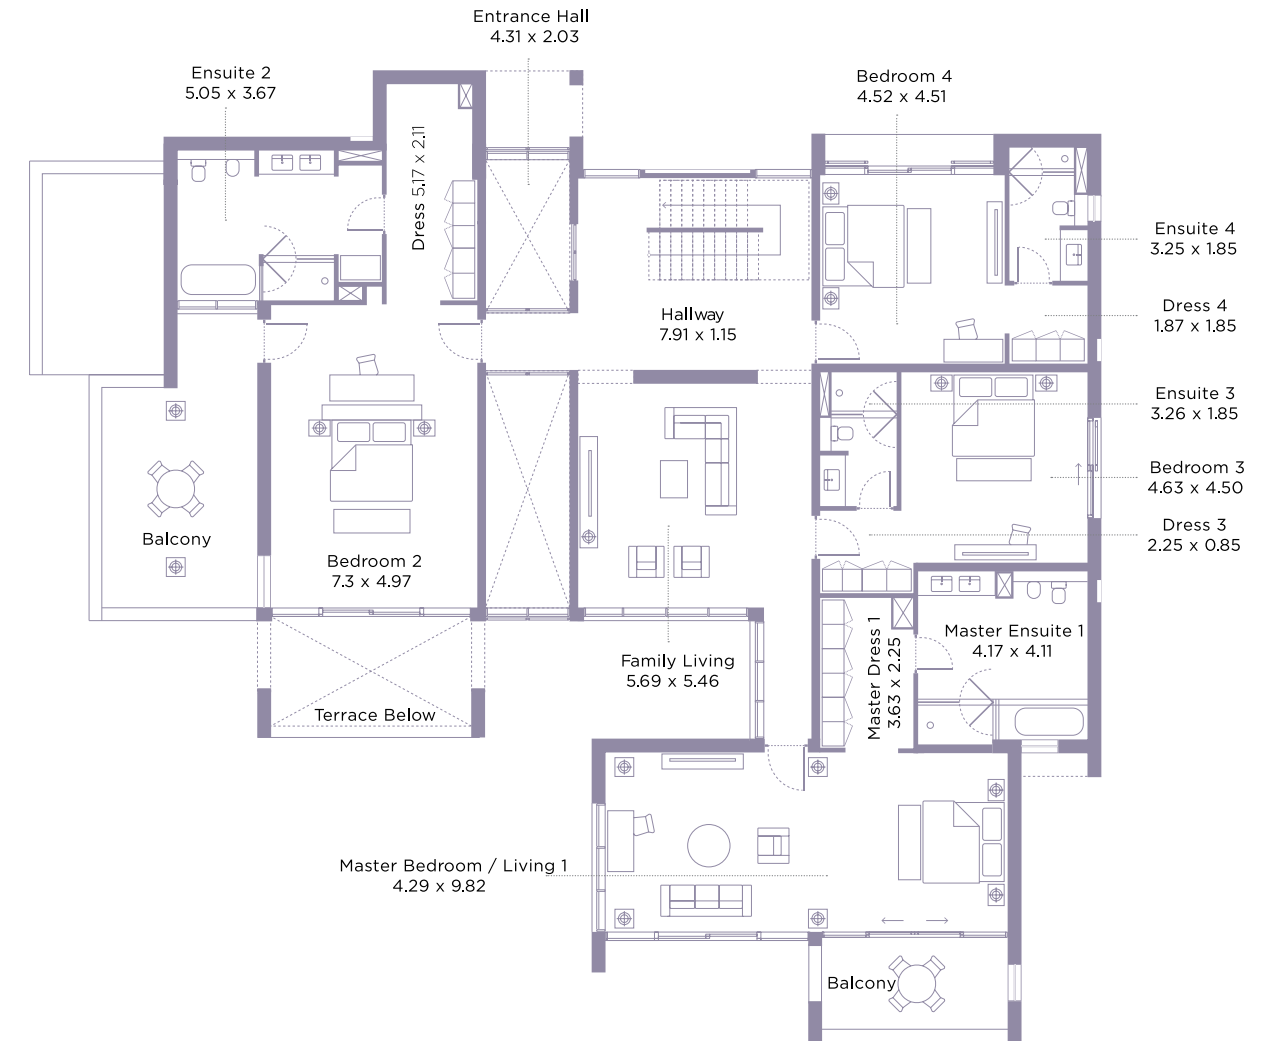 Entrance Hall
4.31 x 2.03
Ensuite 2
5.05 x 3.67
Bedroom 4
4.52 x 4.51
Dress 5.17 x 2.11
Ensuite 4
3.25 x 1.85
Dress 4
1.87 x 1.85
Hallway
7.91 x 1.15
Ensuite 3
3.26 x 1.85
Bedroom 3
4.63 x 4.50
Dress 3
2.25 x 0.85
Balcony
Bedroom 2
7.3 x 4.97
Family Living
5.69 x 5.46
Master Dress 1
3.63 x 2.25
Master Ensuite 1
4.17 x 4.11
Terrace Below
Master Bedroom / Living 1
4.29 x 9.82
Balcony